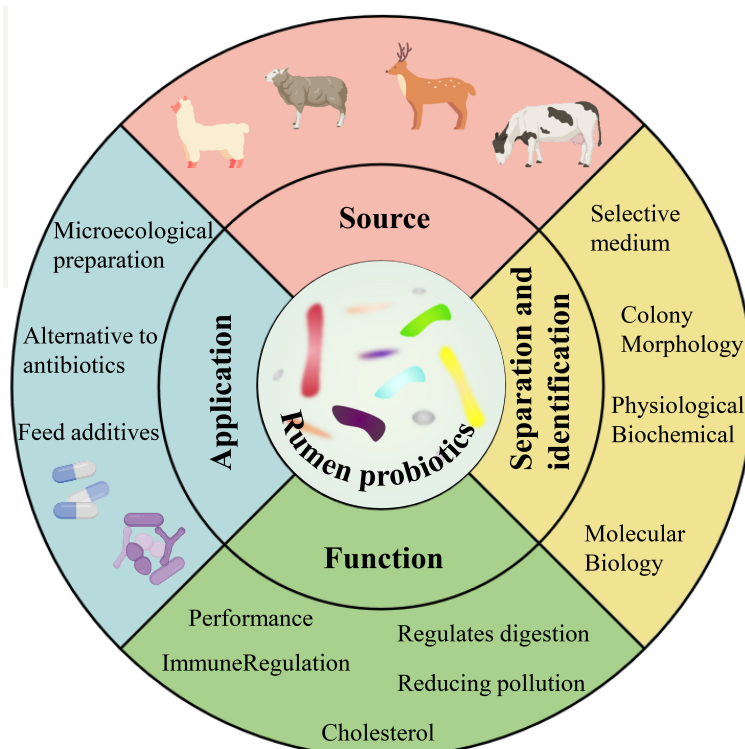 Source
Selective
medium
Colony
Morphology
Physiological
Biochemical
Molecular
Biology
Separation and
identification
Microecological
preparation
Alternative to
antibiotics
Feed additives
Application
Rumen probiotics
Function
Performance
ImmuneRegulation
Regulates digestion
Reducing pollution
Cholesterol